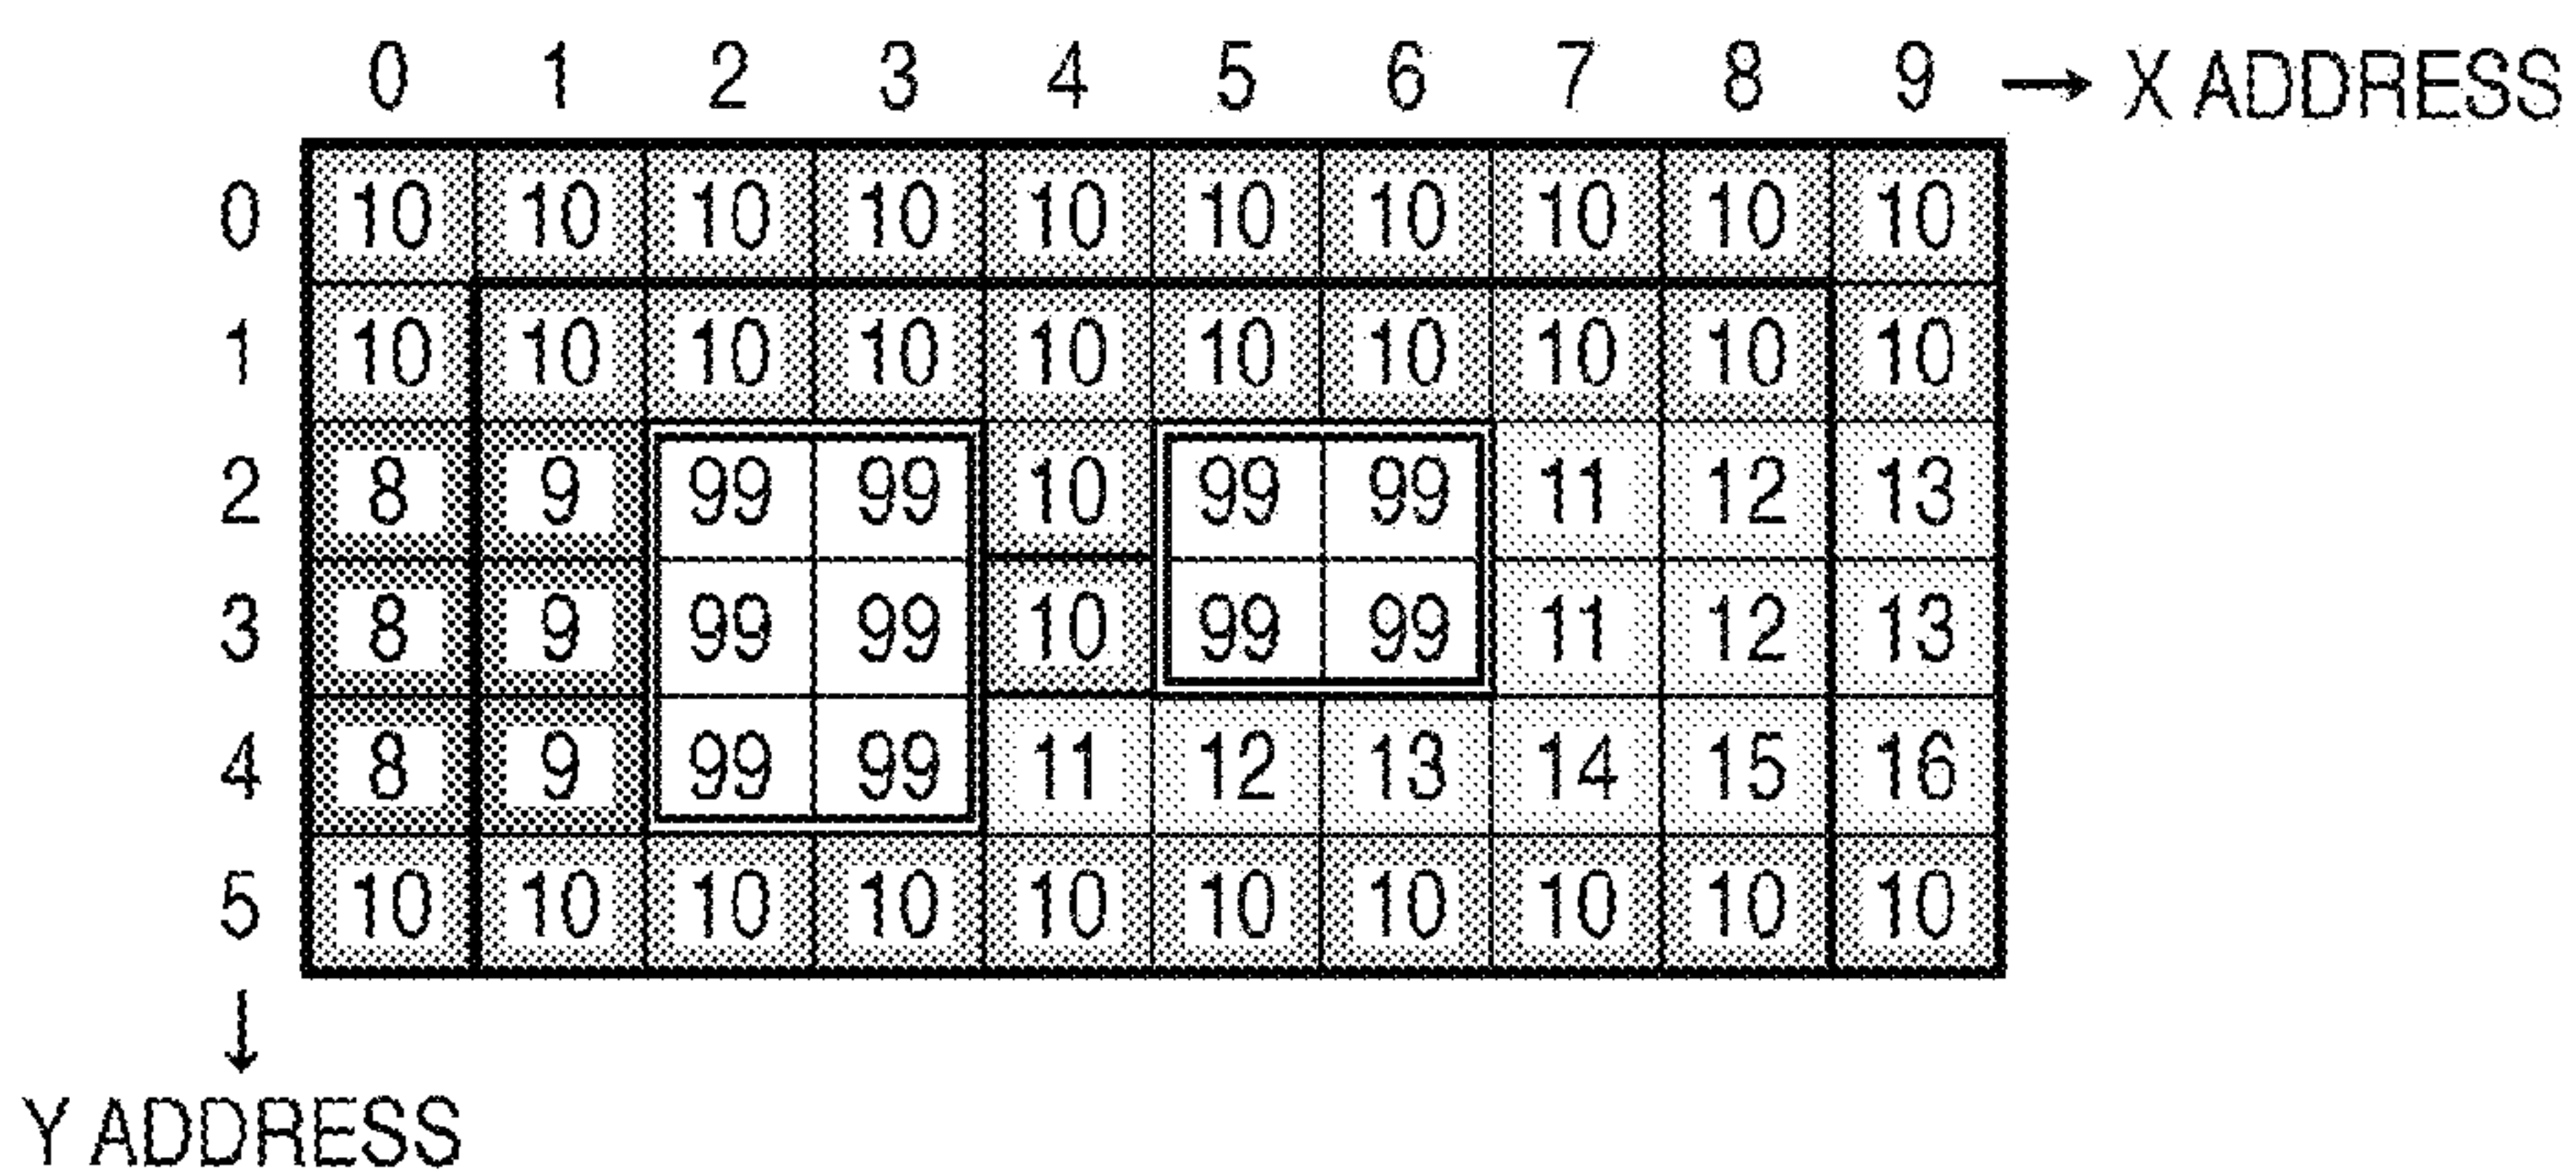 0 1 2 3 4 5 6 7 8 9 → X ADDRESS
0 10 10 10 10 10 10 10 10 10 10
1 10 10 10 10 10 10 10 10 10 10
2 8 9 99 99 10 99 99 11 12 13
3 8 9 99 99 10 99 99 11 12 13
4 8 9 99 99 11 12 13 14 15 16
5 10 10 10 10 10 10 10 10 10 10
↓
Y ADDRESS